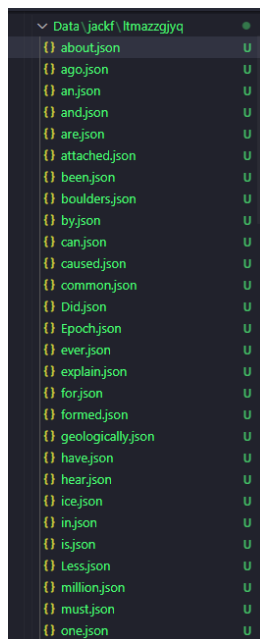 Data\jackf\ltmazzgjyq
{} about.json U
{} ago.json U
{} an.json U
{} and.json U
{} are.json U
{} attached.json U
{} been.json U
{} boulders.json U
{} by.json U
{} can.json U
{} caused.json U
{} common.json U
{} Did.json U
{} Epoch.json U
{} ever.json U
{} explain.json U
{} for.json U
{} formed.json U
{} geologically.json U
{} have.json U
{} hear.json U
{} ice.json U
{} in.json U
{} is.json U
{} Less.json U
{} million.json U
{} must.json U
{} one.json U